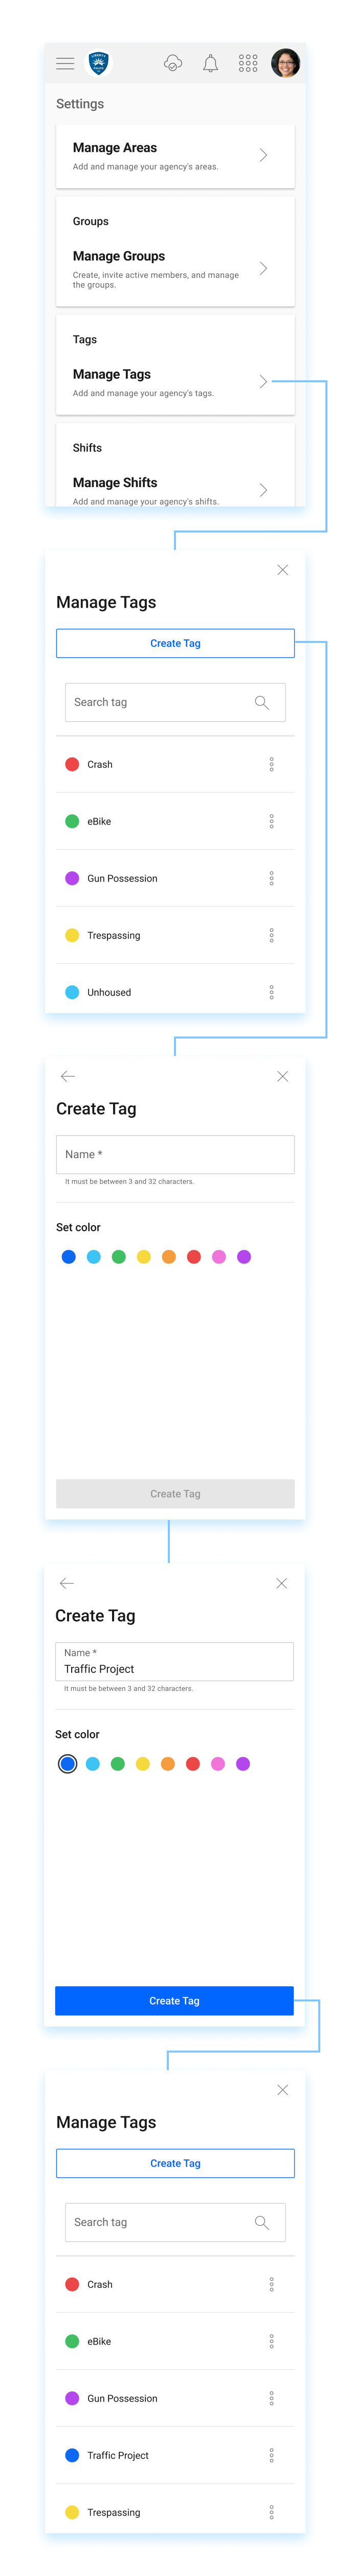 Settings
Manage Areas
Add and manage your agency's areas.
Groups
Manage Groups
Create, invite active members, and manage
the groups.
Tags
Manage Tags
Add and manage your agency's tags.
Shifts
Manage Shifts
Add and manage your agency's shifts.
Manage Tags
Create Tag
Search tag
Crash
eBike
Gun Possession
Trespassing
Unhoused
Create Tag
Name *
It must be between 3 and 32 characters.
Set color
Create Tag
Create Tag
Name *
Traffic Project
It must be between 3 and 32 characters.
Set color
Create Tag
Manage Tags
Create Tag
Search tag
Crash
eBike
Gun Possession
Traffic Project
Trespassing